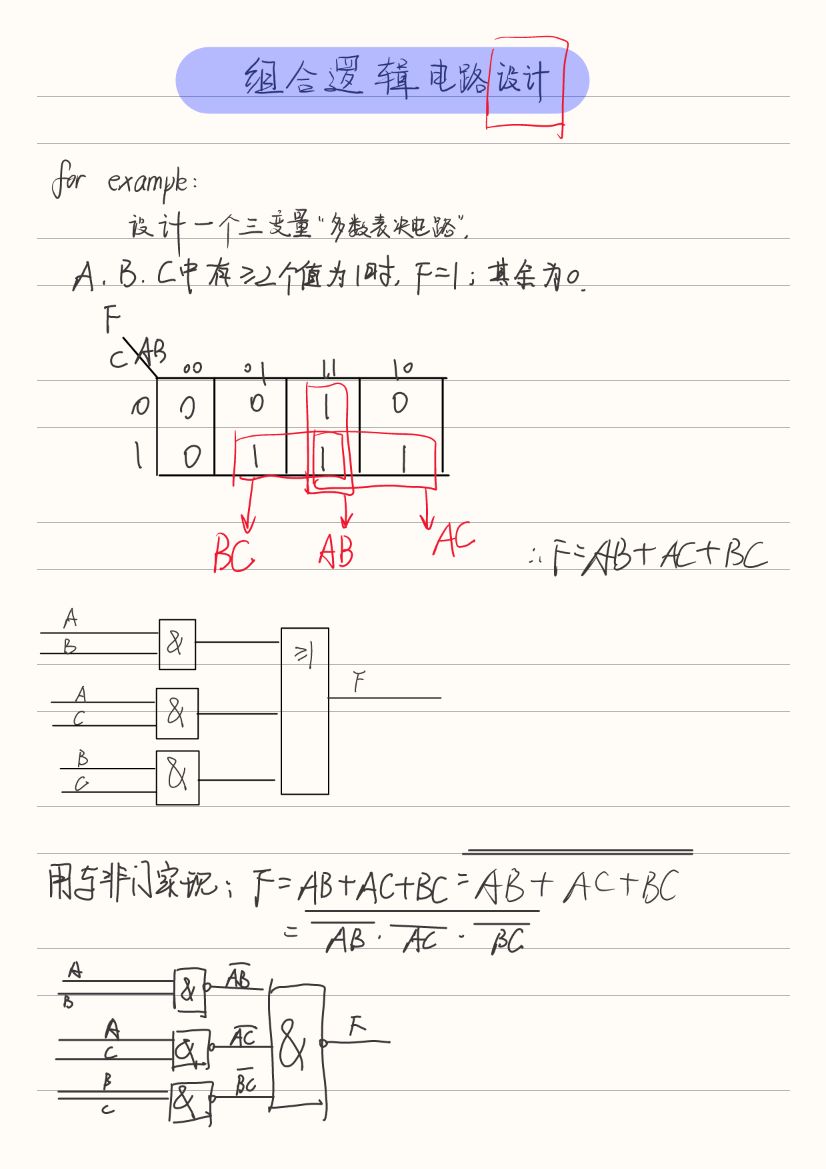 组合逻辑电路设计
for example:
设计一个三变量“多数表决电路”.
A.B.C中有≥2个值为1时,F=1;其余为0.
F
C AB 00 01 11 10
0 0 0 1 0
1 0 1 1 1
BC AB AC
∴F=AB+AC+BC
A
B
&
≥1
F
A
C
&
B
C
&
用与非门实现;F=AB+AC+BC=\overline{\overline{AB+AC+BC}}
=\overline{\overline{AB}·\overline{AC}·\overline{BC}}
A
B
&
\overline{AB}
A
C
&
\overline{AC}
&
F
B
C
&
\overline{BC}